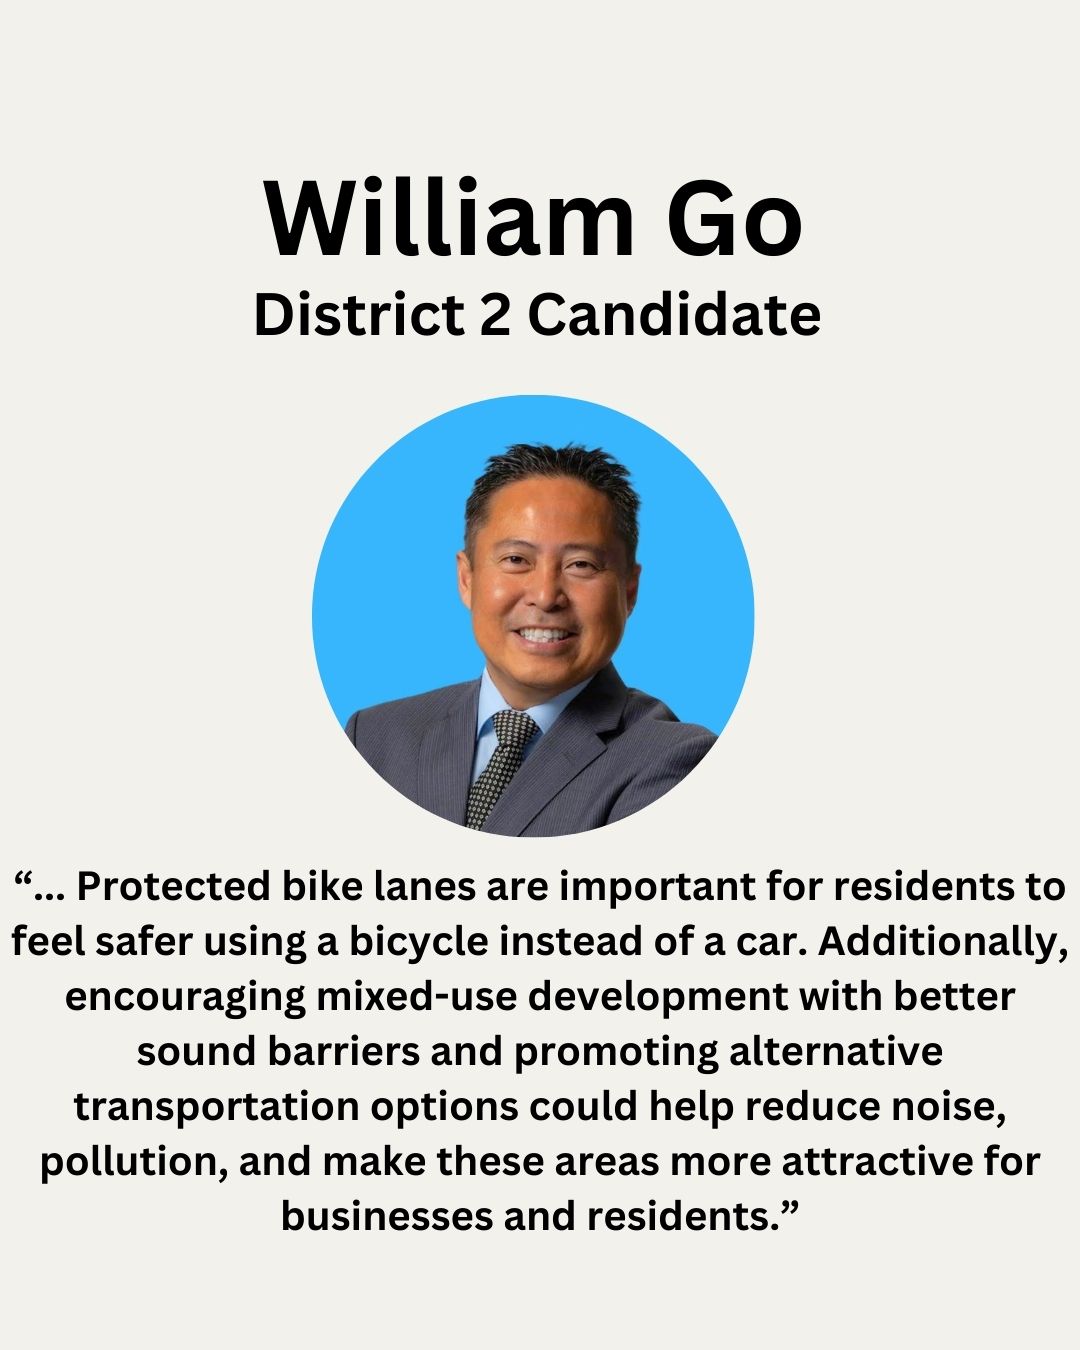 William Go
District 2 Candidate
“... Protected bike lanes are important for residents to
feel safer using a bicycle instead of a car. Additionally,
encouraging mixed-use development with better
sound barriers and promoting alternative
transportation options could help reduce noise,
pollution, and make these areas more attractive for
businesses and residents.”